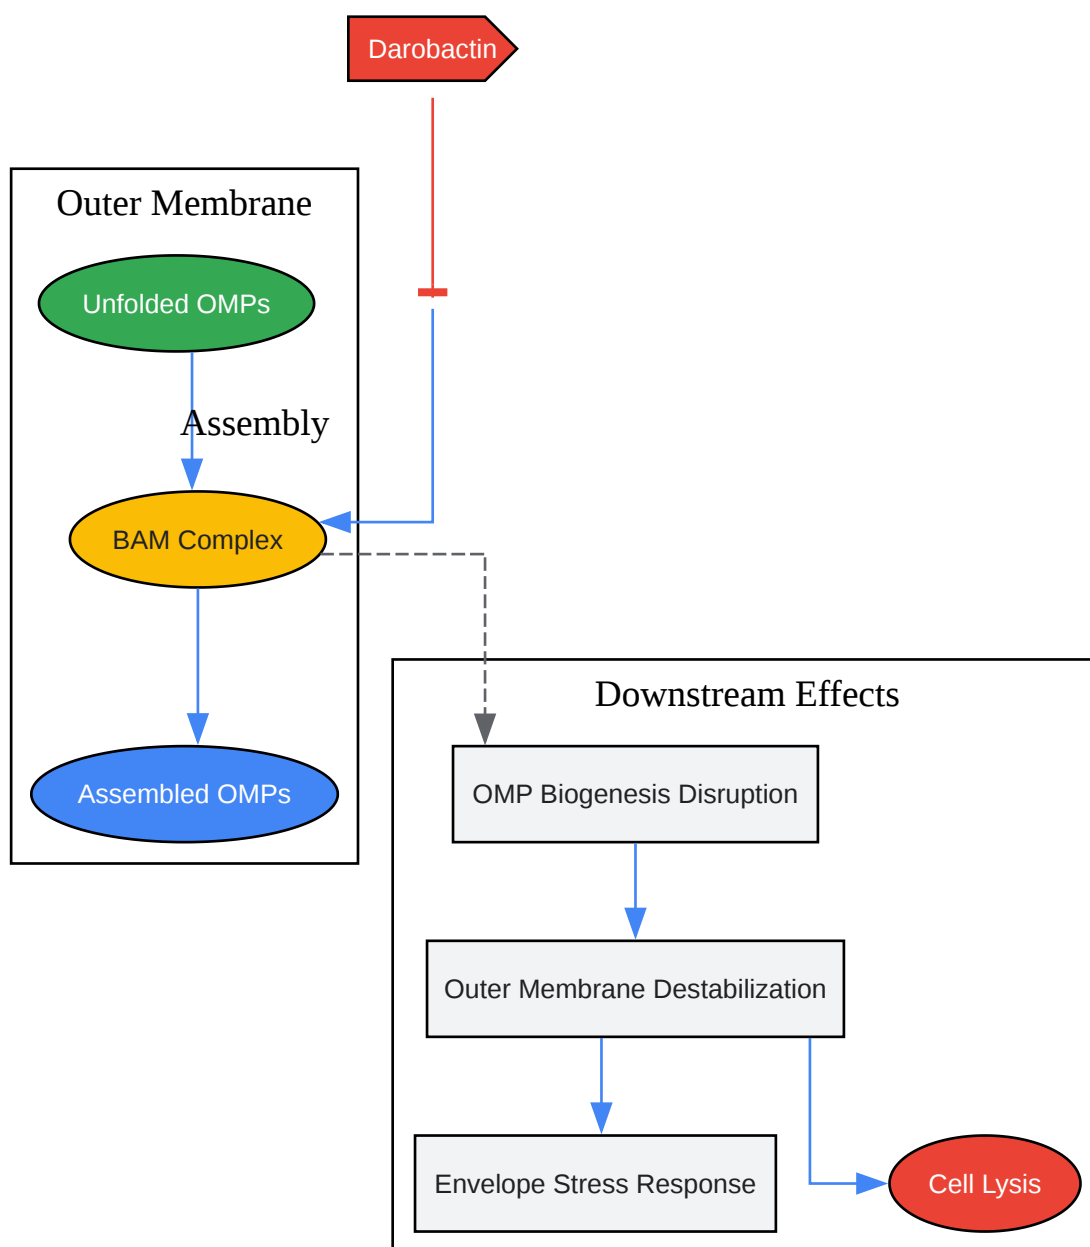 Darobactin
Outer Membrane
Unfolded OMPs
Assembly
BAM Complex
Assembled OMPs
Downstream Effects
OMP Biogenesis Disruption
Outer Membrane Destabilization
Envelope Stress Response
Cell Lysis